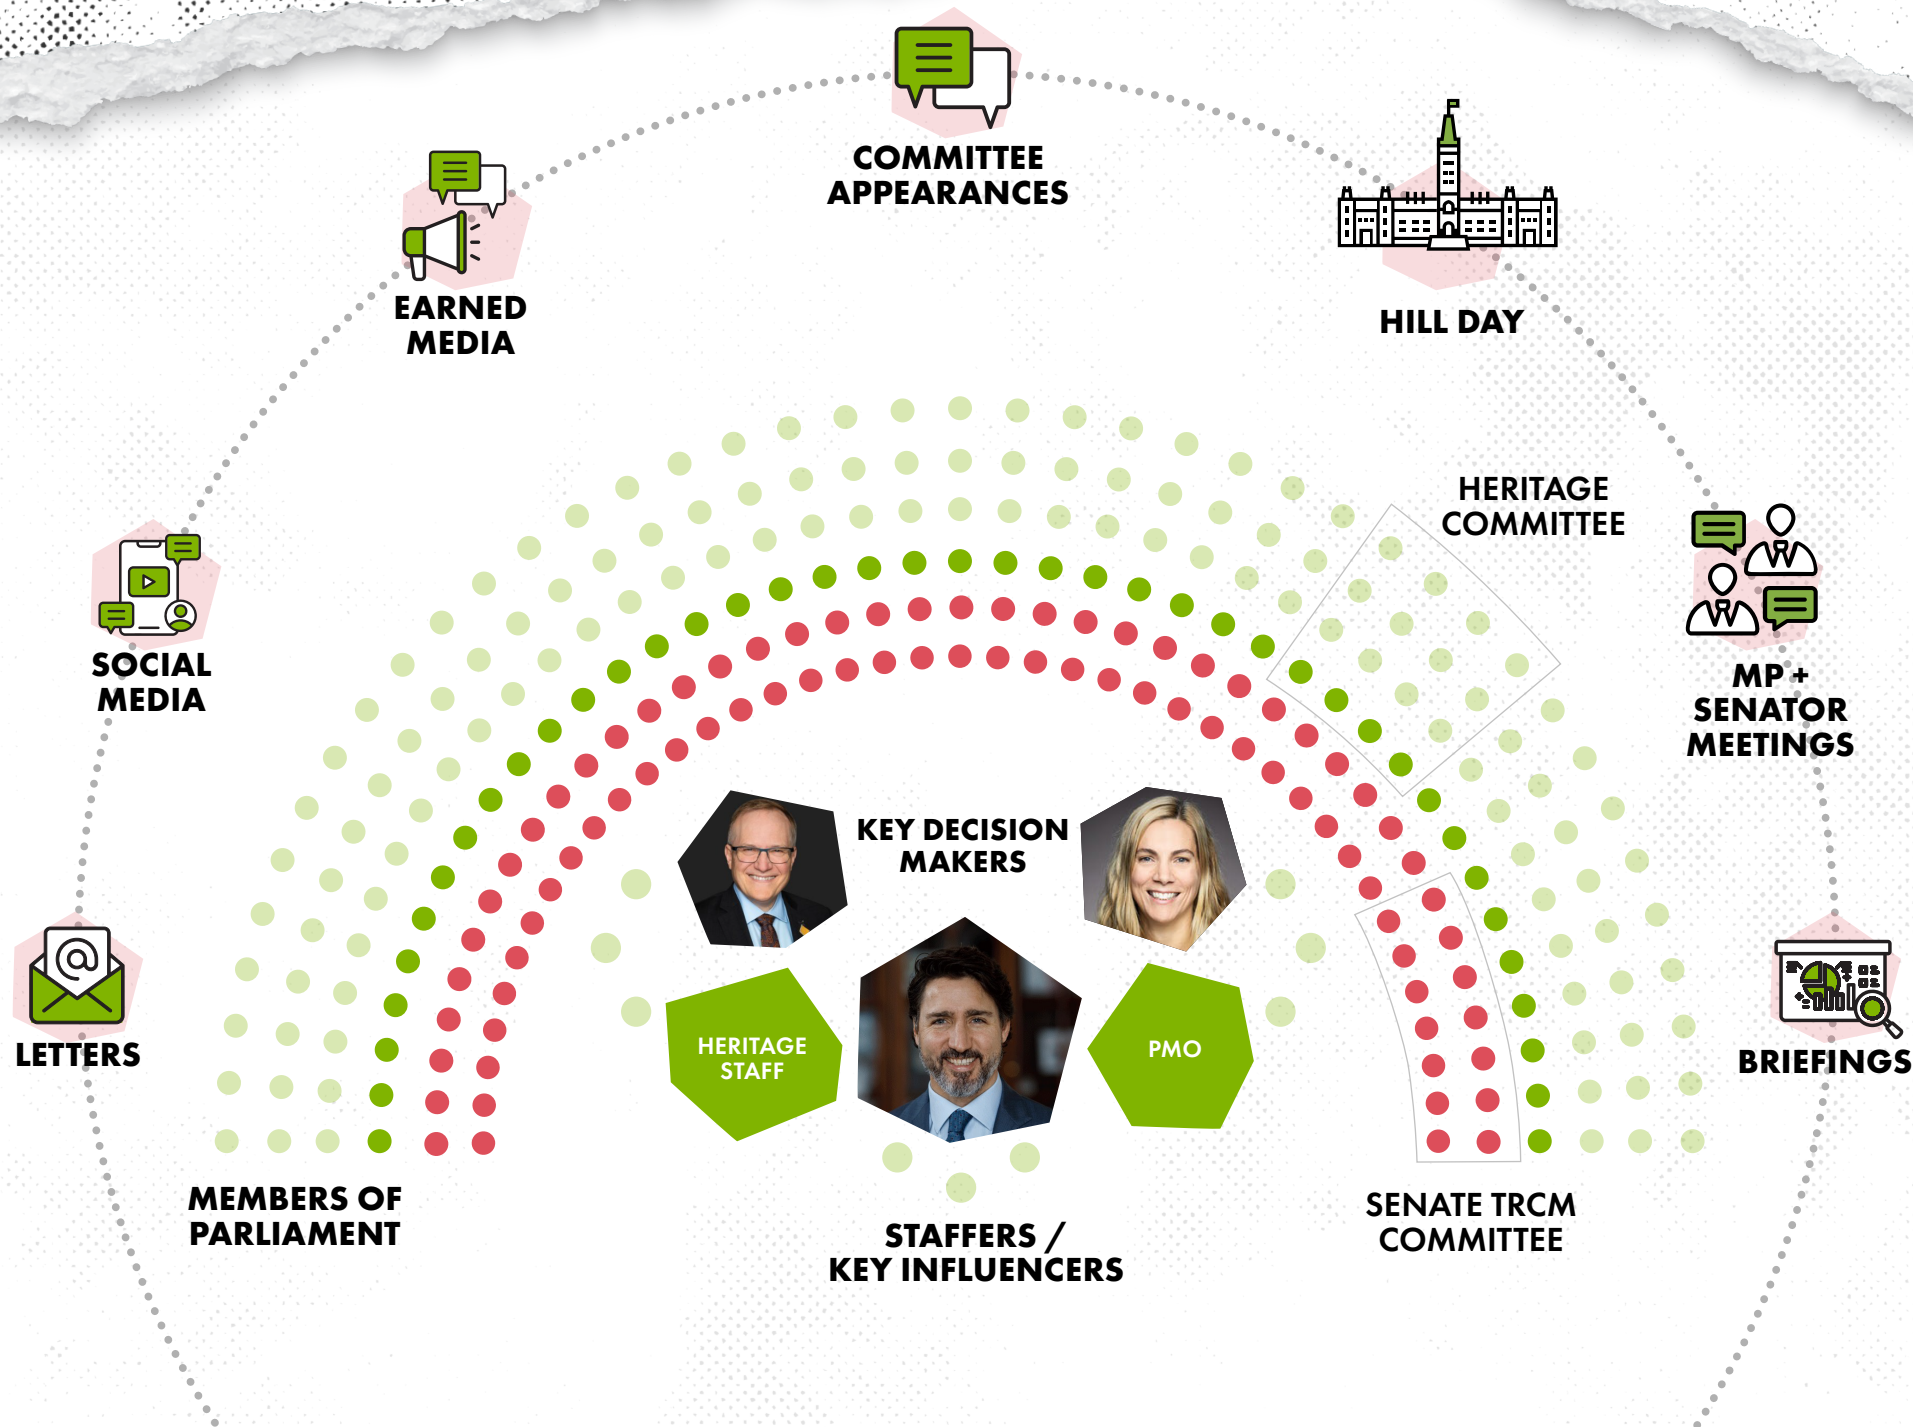 COMMITTEE
APPEARANCES
EARNED
MEDIA
HILL DAY
HERITAGE
COMMITTEE
SOCIAL
MEDIA
MP +
SENATOR
MEETINGS
KEY DECISION
MAKERS
LETTERS
HERITAGE
STAFF
PMO
BRIEFINGS
MEMBERS OF
PARLIAMENT
STAFFERS /
KEY INFLUENCERS
SENATE TRCM
COMMITTEE